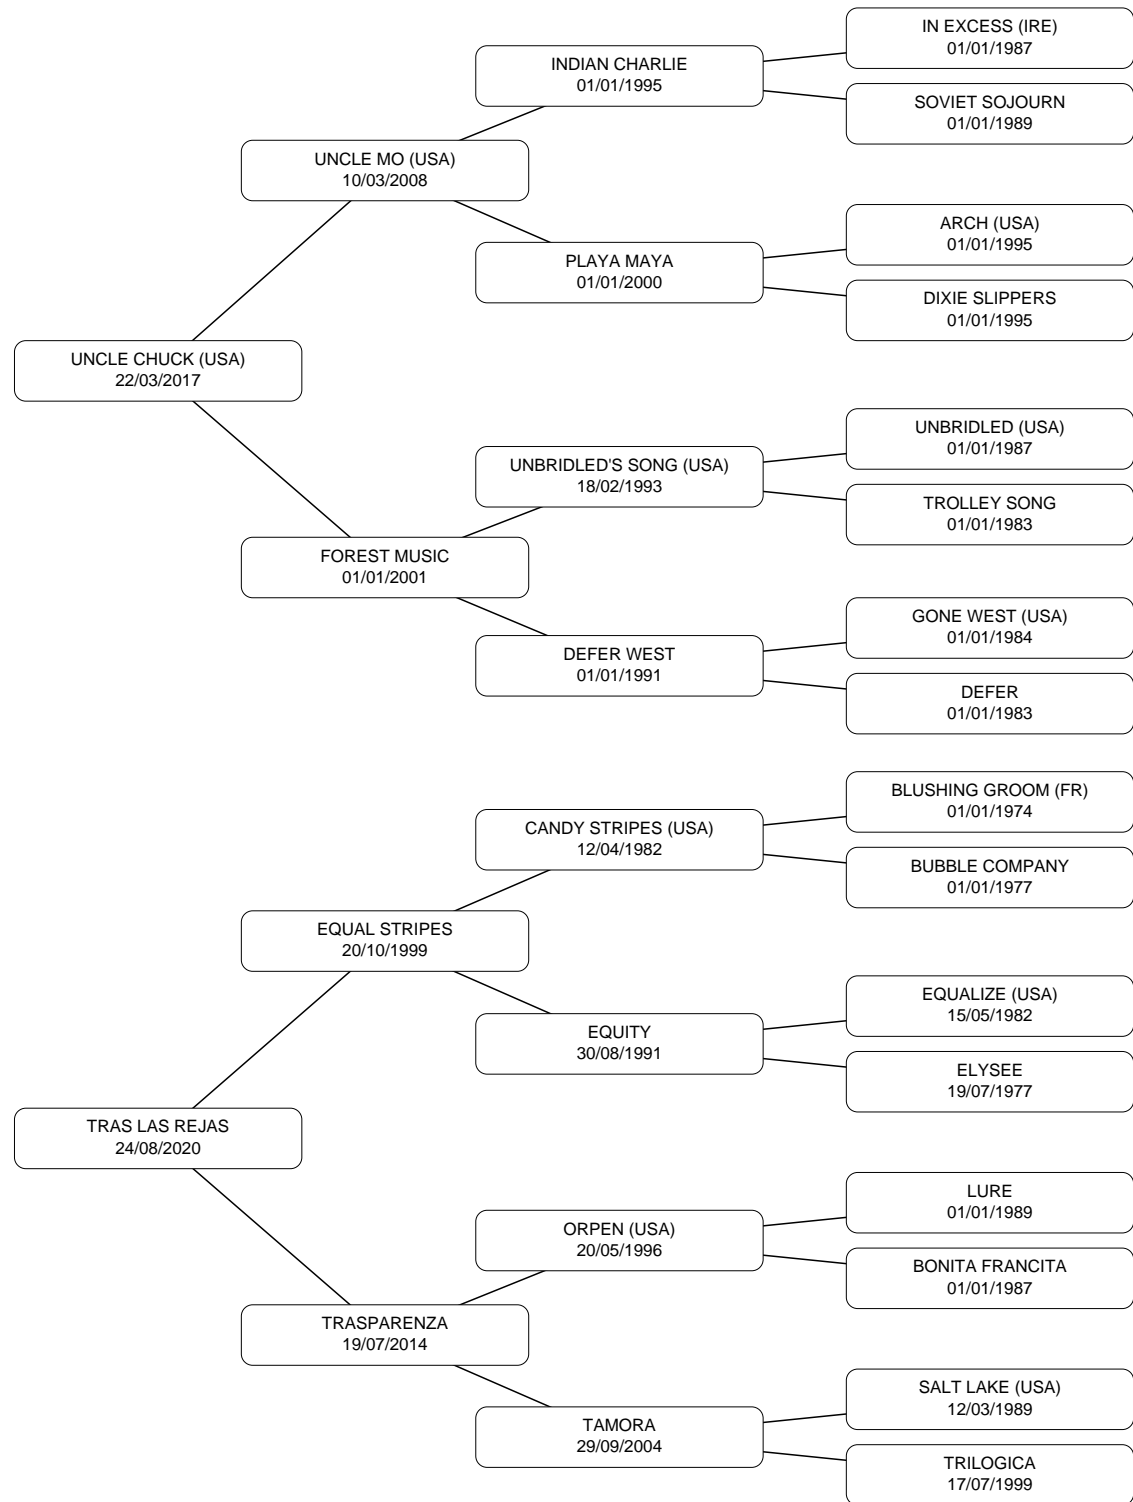 IN EXCESS (IRE)
01/01/1987
INDIAN CHARLIE
01/01/1995
SOVIET SOJOURN
01/01/1989
UNCLE MO (USA)
10/03/2008
ARCH (USA)
01/01/1995
PLAYA MAYA
01/01/2000
DIXIE SLIPPERS
01/01/1995
UNCLE CHUCK (USA)
22/03/2017
UNBRIDLED (USA)
01/01/1987
UNBRIDLED'S SONG (USA)
18/02/1993
TROLLEY SONG
01/01/1983
FOREST MUSIC
01/01/2001
GONE WEST (USA)
01/01/1984
DEFER WEST
01/01/1991
DEFER
01/01/1983
BLUSHING GROOM (FR)
01/01/1974
CANDY STRIPES (USA)
12/04/1982
BUBBLE COMPANY
01/01/1977
EQUAL STRIPES
20/10/1999
EQUALIZE (USA)
15/05/1982
EQUITY
30/08/1991
ELYSEE
19/07/1977
TRAS LAS REJAS
24/08/2020
LURE
01/01/1989
ORPEN (USA)
20/05/1996
BONITA FRANCITA
01/01/1987
TRASPARENZA
19/07/2014
SALT LAKE (USA)
12/03/1989
TAMORA
29/09/2004
TRILOGICA
17/07/1999